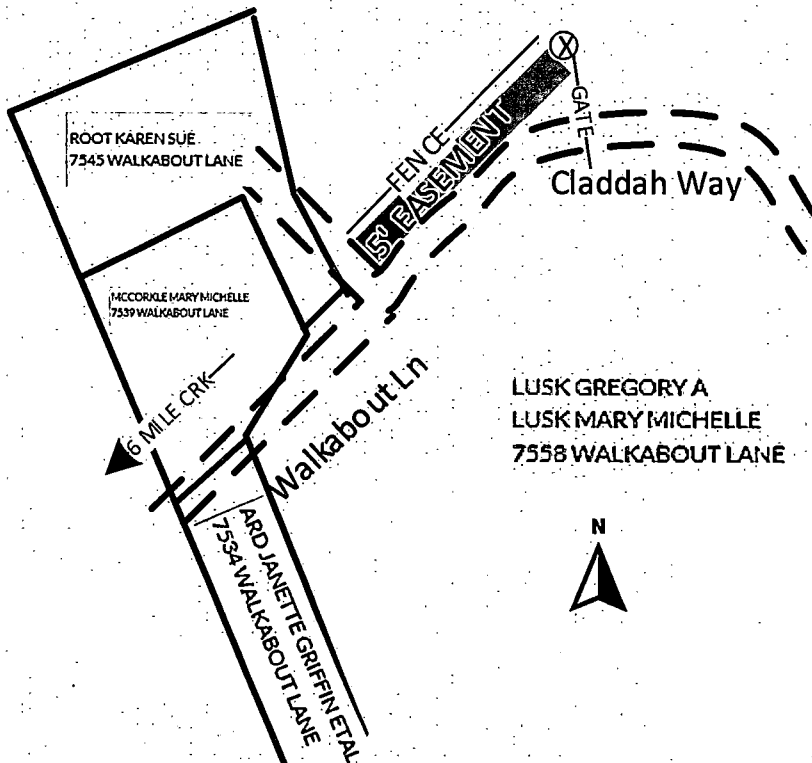 ROOT KAREN SUE
7545 WALKABOUT LANE
FENCE
5' EASEMENT
X
GATE
Claddah Way
MCCORKLE MARY MICHELLE
7539 WALKABOUT LANE
6 MILE CRK
Walkabout Ln
LUSK GREGORY A
LUSK MARY MICHELLE
7558 WALKABOUT LANE
N
ARD JANETTE GRIFFIN ETAL
7534 WALKABOUT LANE